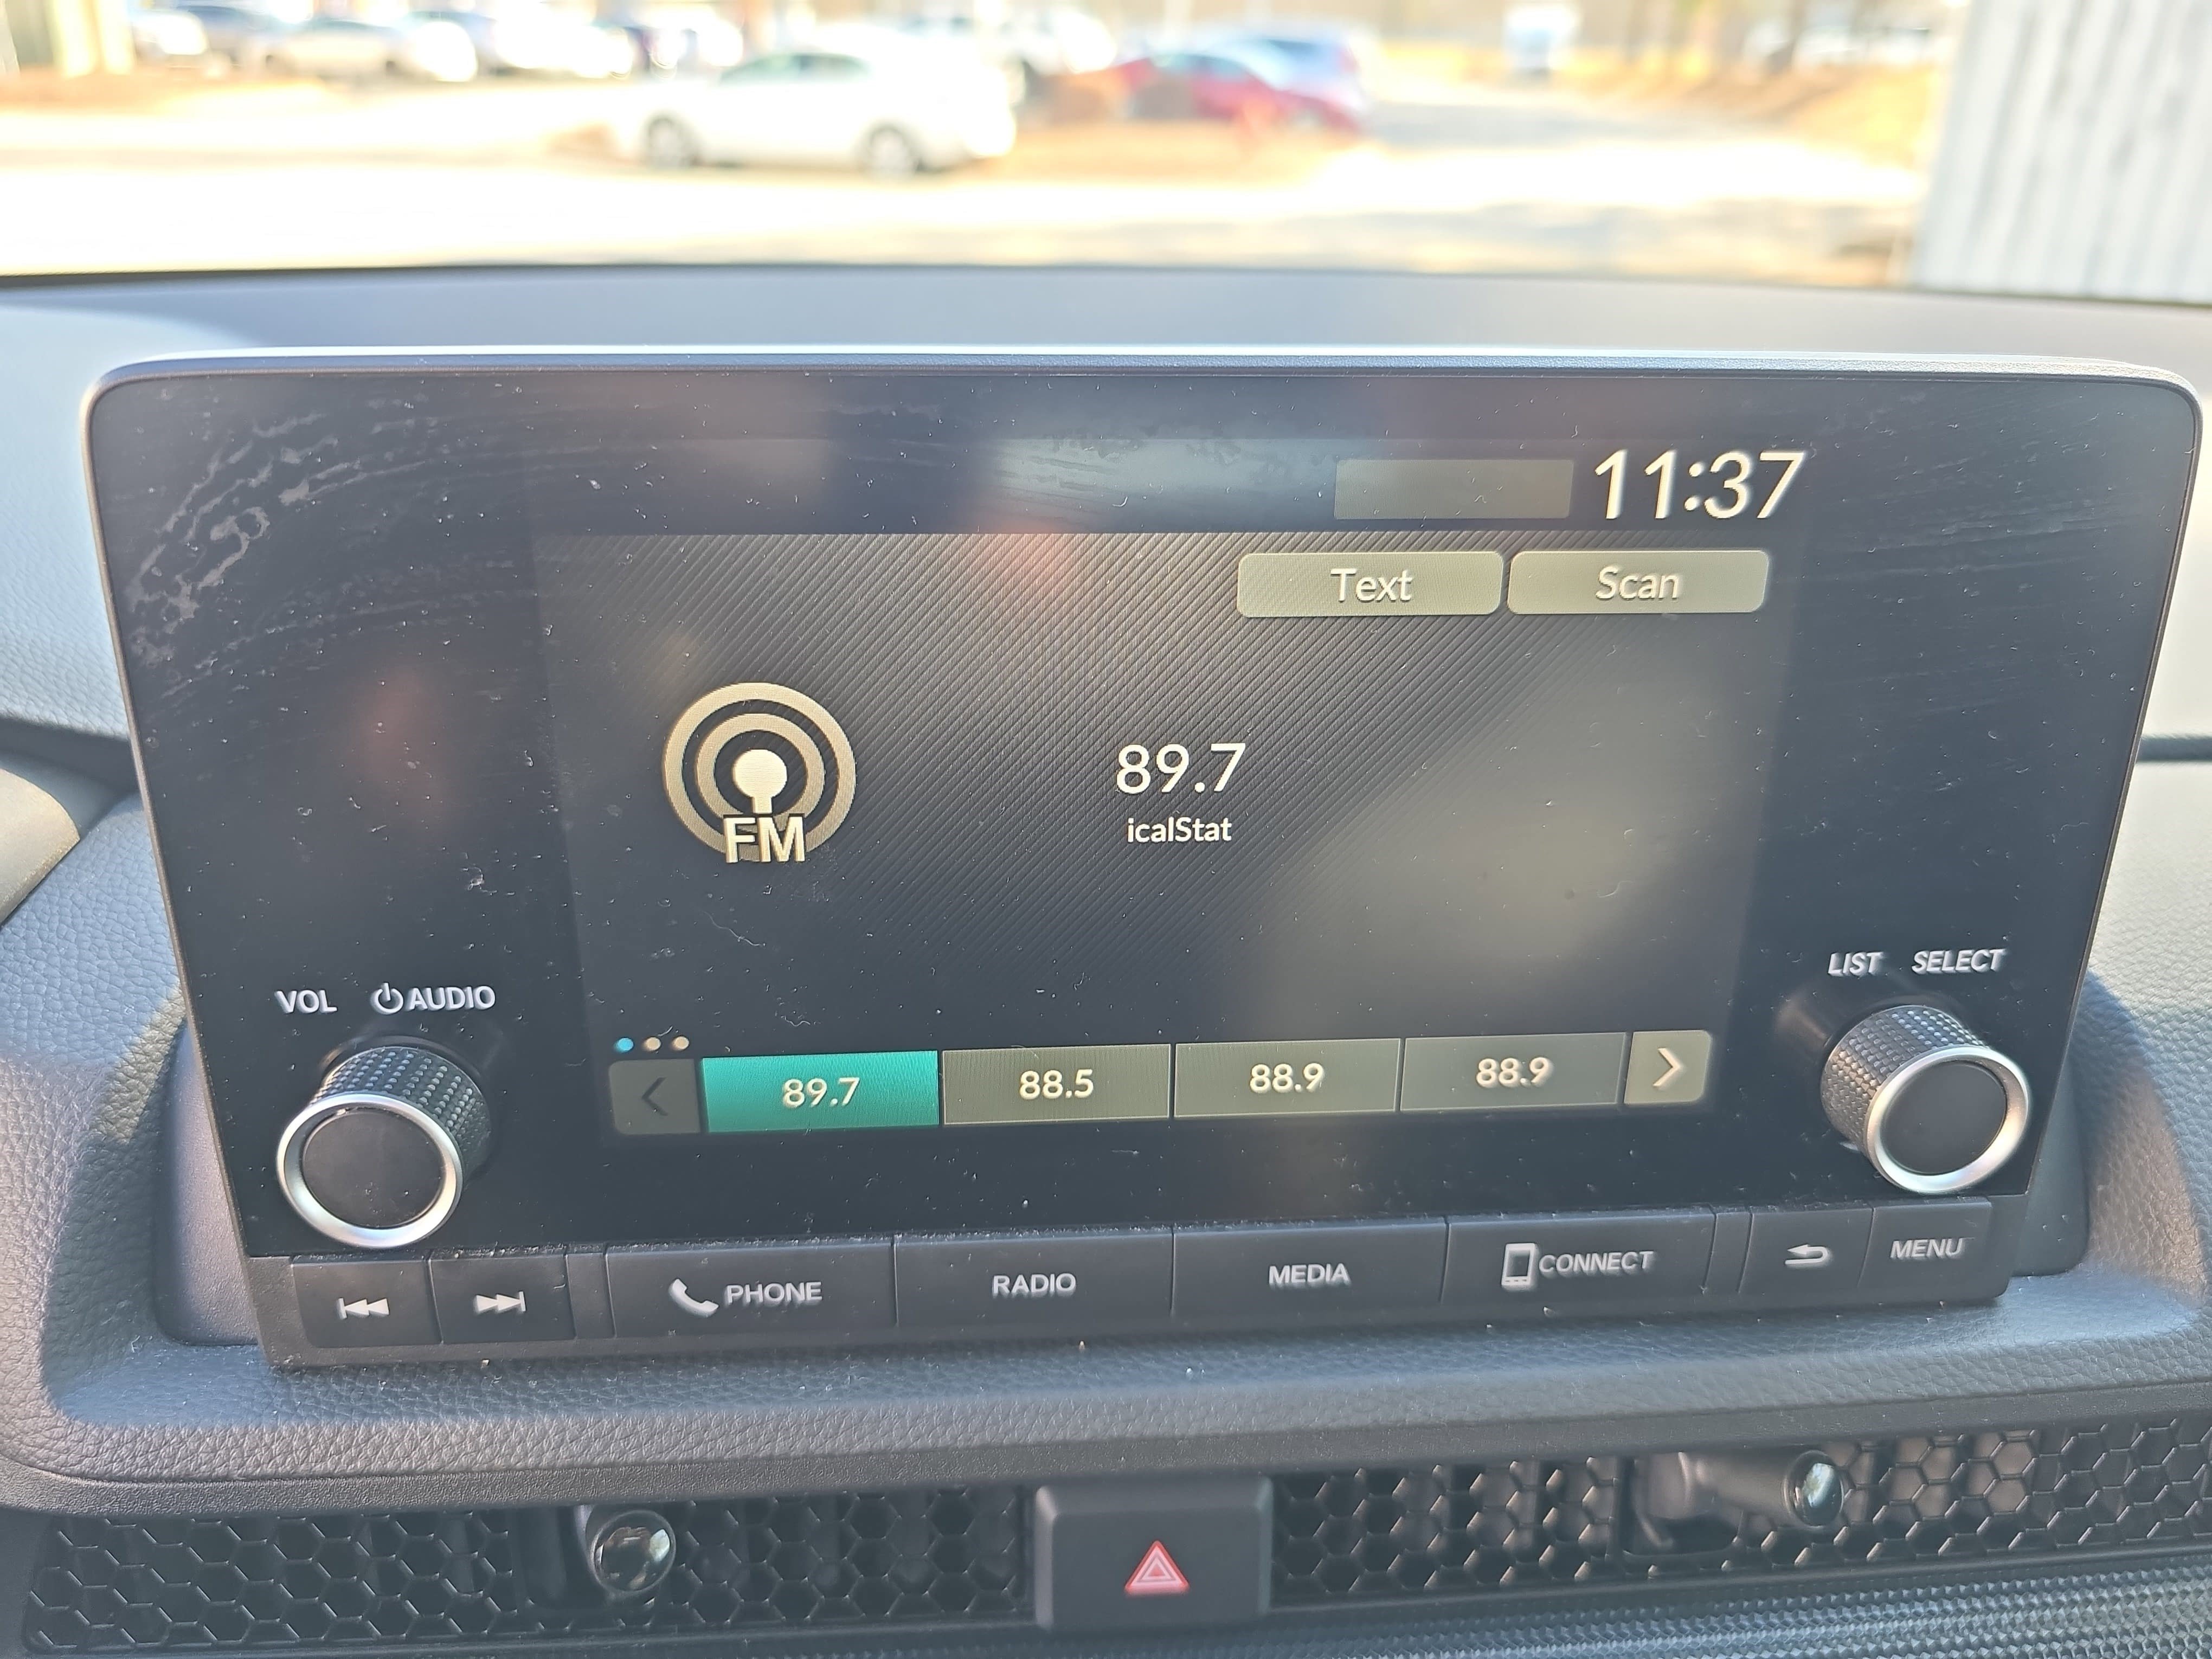 11:37
Text Scan
FM
89.7
icalStat
VOL AUDIO
LIST SELECT
89.7 88.5 88.9 88.9
PHONE RADIO MEDIA CONNECT MENU